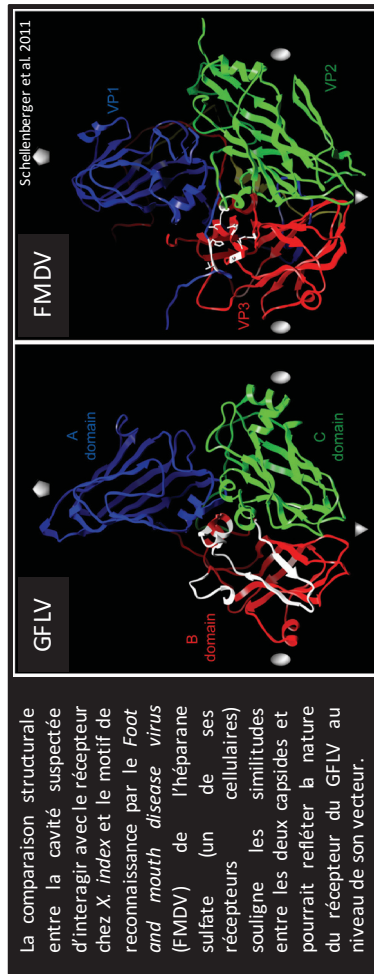 La comparaison structurale
entre la cavité suspectée
d'interagir avec le récepteur
chez X. index et le motif de
reconnaissance par le Foot
and mouth disease virus
(FMDV) de l'héparane
sulfate (un de ses
récepteurs cellulaires)
souligne les similitudes
entre les deux capsides et
pourrait refléter la nature
du récepteur du GFLV au
niveau de son vecteur.
GFLV
A
domain
B
domain
C
domain
FMDV
Schellenberger et al. 2011
VP1
VP3
VP2